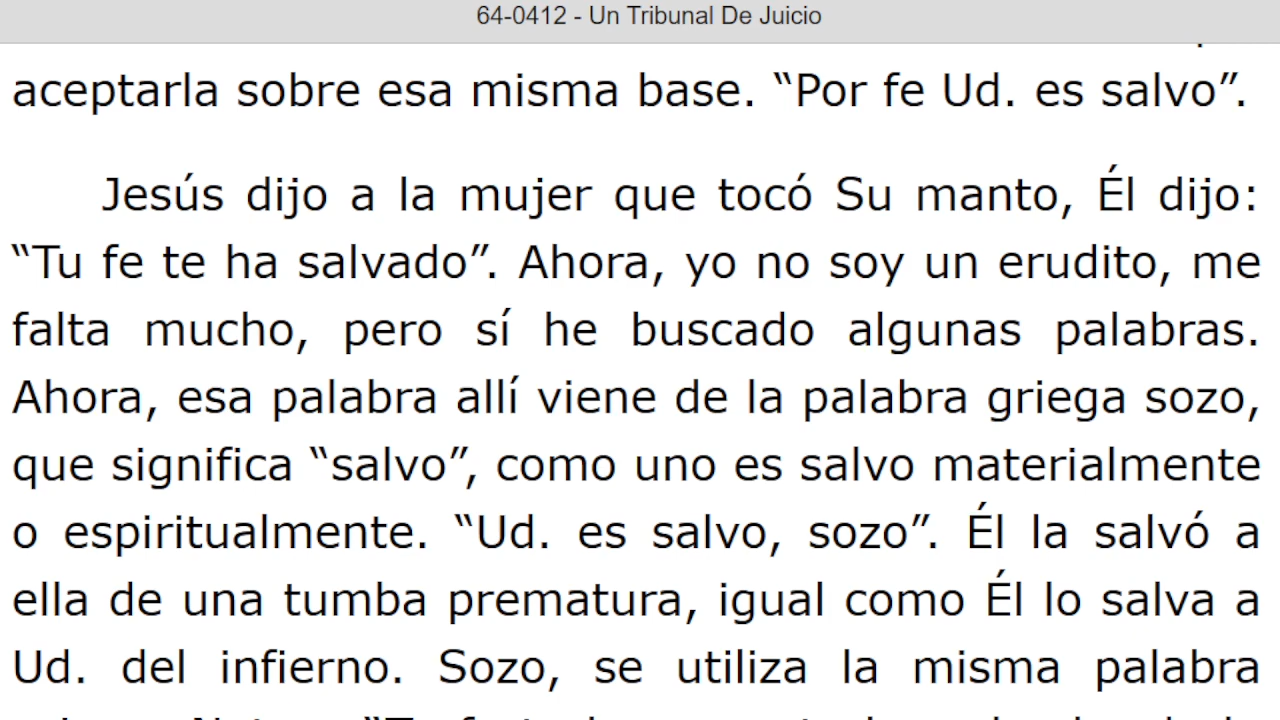 64-0412 - Un Tribunal De Juicio
aceptarla sobre esa misma base. “Por fe Ud. es salvo”.
Jesús dijo a la mujer que tocó Su manto, Él dijo:
“Tu fe te ha salvado”. Ahora, yo no soy un erudito, me
falta mucho, pero sí he buscado algunas palabras.
Ahora, esa palabra allí viene de la palabra griega sozo,
que significa “salvo”, como uno es salvo materialmente
o espiritualmente. “Ud. es salvo, sozo”. Él la salvó a
ella de una tumba prematura, igual como Él lo salva a
Ud. del infierno. Sozo, se utiliza la misma palabra